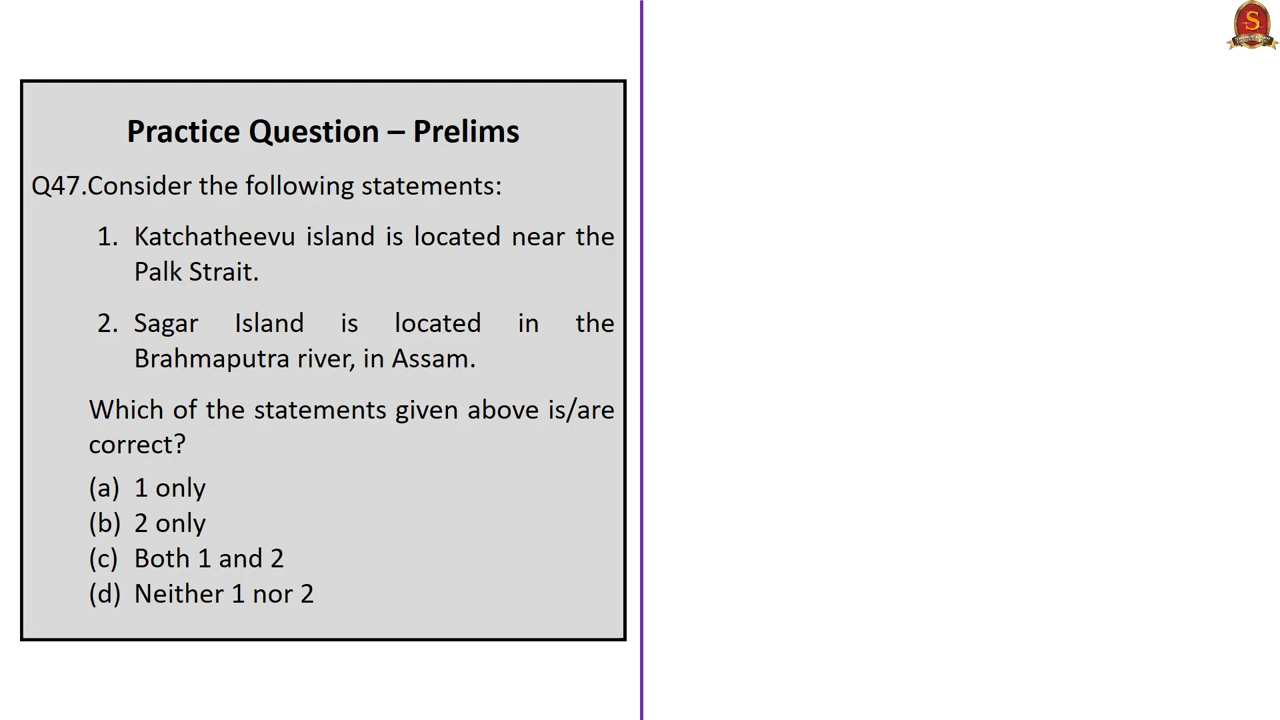 S
Practice Question – Prelims
Q47.Consider the following statements:
1. Katchatheevu island is located near the
Palk Strait.
2. Sagar Island is located in the
Brahmaputra river, in Assam.
Which of the statements given above is/are
correct?
(a) 1 only
(b) 2 only
(c) Both 1 and 2
(d) Neither 1 nor 2